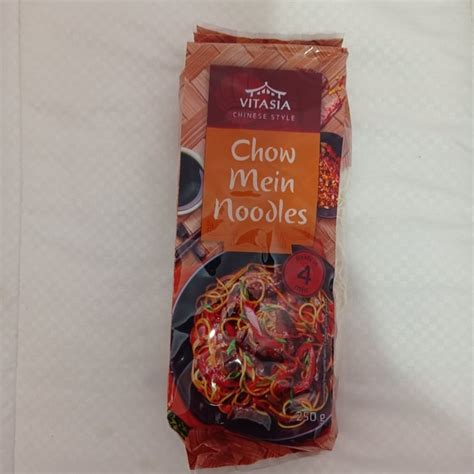 VITASIA
CHINESE STYLE
Chow
Mein
Noodles
4
250 g